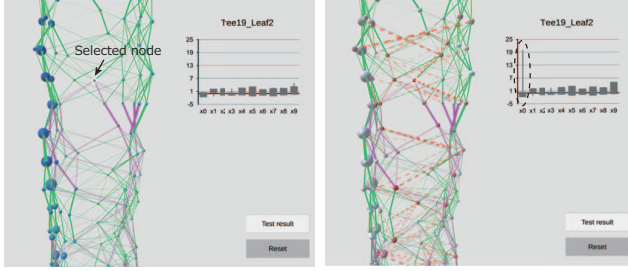 Tee19_Leaf2
25
19
13
7
1
-5
x0 x1 x2 x3 x4 x5 x6 x7 x8 x9
Selected node
Test result
Reset
Tee19_Leaf2
25
19
13
7
1
-5
x0 x1 x2 x3 x4 x5 x6 x7 x8 x9
Test result
Reset